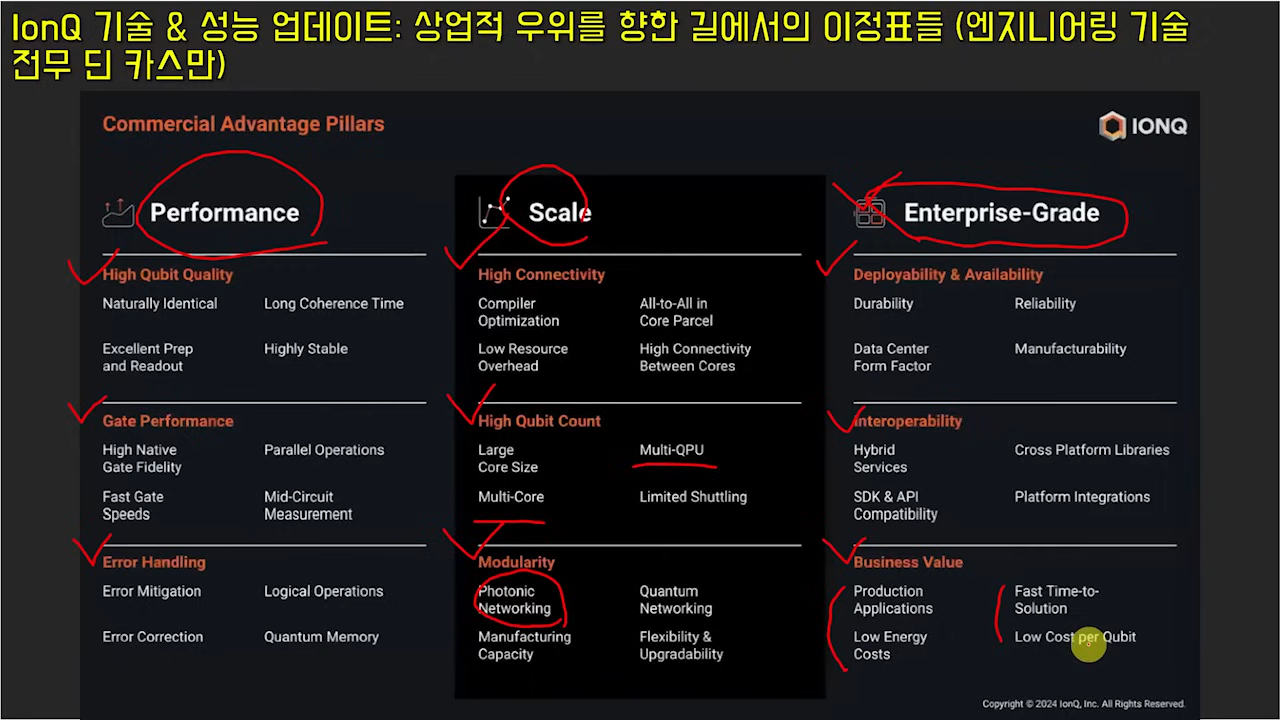 IonQ 기술 & 성능 업데이트: 상업적 우위를 향한 길에서의 이정표들 (엔지니어링 기술
전무 딘 카스만)
Commercial Advantage Pillars
IONQ
Performance
High Qubit Quality
Naturally Identical
Long Coherence Time
Excellent Prep
and Readout
Highly Stable
Gate Performance
High Native
Gate Fidelity
Parallel Operations
Fast Gate
Speeds
Mid-Circuit
Measurement
Error Handling
Error Mitigation
Logical Operations
Error Correction
Quantum Memory
Scale
High Connectivity
Compiler
Optimization
All-to-All in
Core Parcel
Low Resource
Overhead
High Connectivity
Between Cores
High Qubit Count
Large
Core Size
Multi-QPU
Multi-Core
Limited Shuttling
Modularity
Photonic
Networking
Quantum
Networking
Manufacturing
Capacity
Flexibility &
Upgradability
Enterprise-Grade
Deployability & Availability
Durability
Reliability
Data Center
Form Factor
Manufacturability
Interoperability
Hybrid
Services
Cross Platform Libraries
SDK & API
Compatibility
Platform Integrations
Business Value
Production
Applications
Fast Time-to-
Solution
Low Energy
Costs
Low Cost per Qubit
Copyright © 2024 IonQ, Inc. All Rights Reserved.